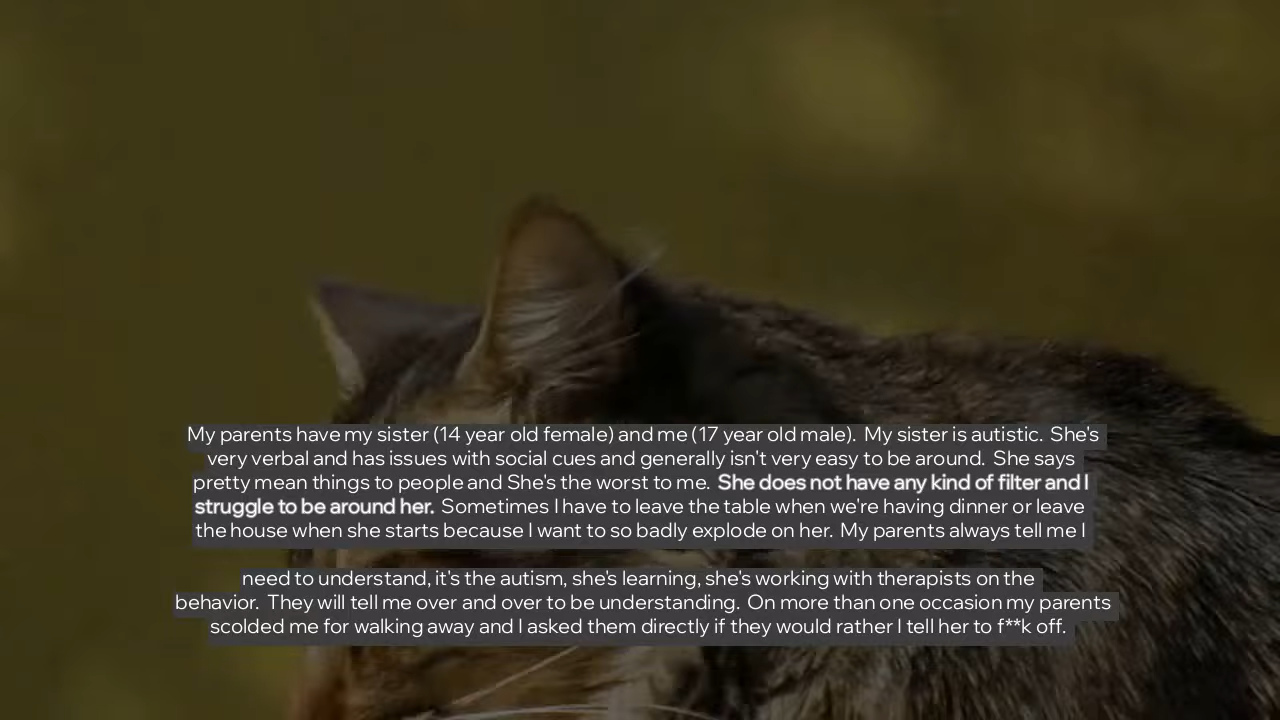 My parents have my sister (14 year old female) and me (17 year old male).  My sister is autistic.  She's
very verbal and has issues with social cues and generally isn't very easy to be around.  She says
pretty mean things to people and She's the worst to me.  She does not have any kind of filter and I
struggle to be around her.  Sometimes I have to leave the table when we're having dinner or leave
the house when she starts because I want to so badly explode on her.  My parents always tell me I
need to understand, it's the autism, she's learning, she's working with therapists on the
behavior.  They will tell me over and over to be understanding.  On more than one occasion my parents
scolded me for walking away and I asked them directly if they would rather I tell her to f**k off.